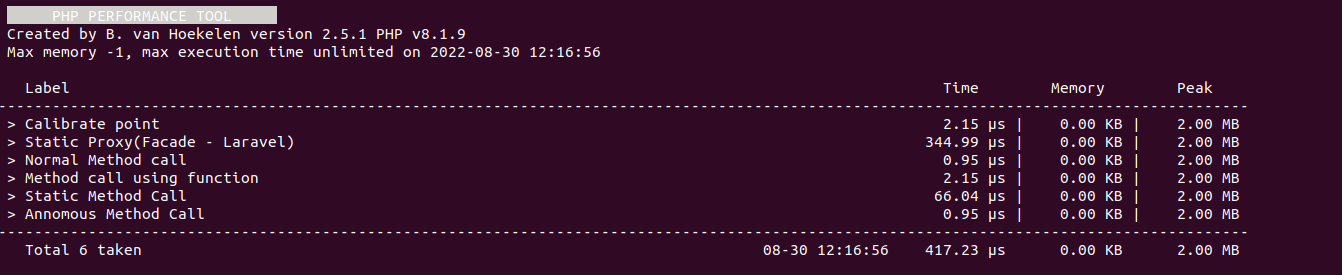 PHP PERFORMANCE TOOL
Created by B. van Hoekelen version 2.5.1 PHP v8.1.9
Max memory -1, max execution time unlimited on 2022-08-30 12:16:56
Label Time Memory Peak
--------------------------------------------------------------------------------
> Calibrate point 2.15 µs | 0.00 KB | 2.00 MB
> Static Proxy(Facade - Laravel) 344.99 µs | 0.00 KB | 2.00 MB
> Normal Method call 0.95 µs | 0.00 KB | 2.00 MB
> Method call using function 2.15 µs | 0.00 KB | 2.00 MB
> Static Method Call 66.04 µs | 0.00 KB | 2.00 MB
> Annomous Method Call 0.95 µs | 0.00 KB | 2.00 MB
--------------------------------------------------------------------------------
Total 6 taken 08-30 12:16:56 417.23 µs 0.00 KB 2.00 MB